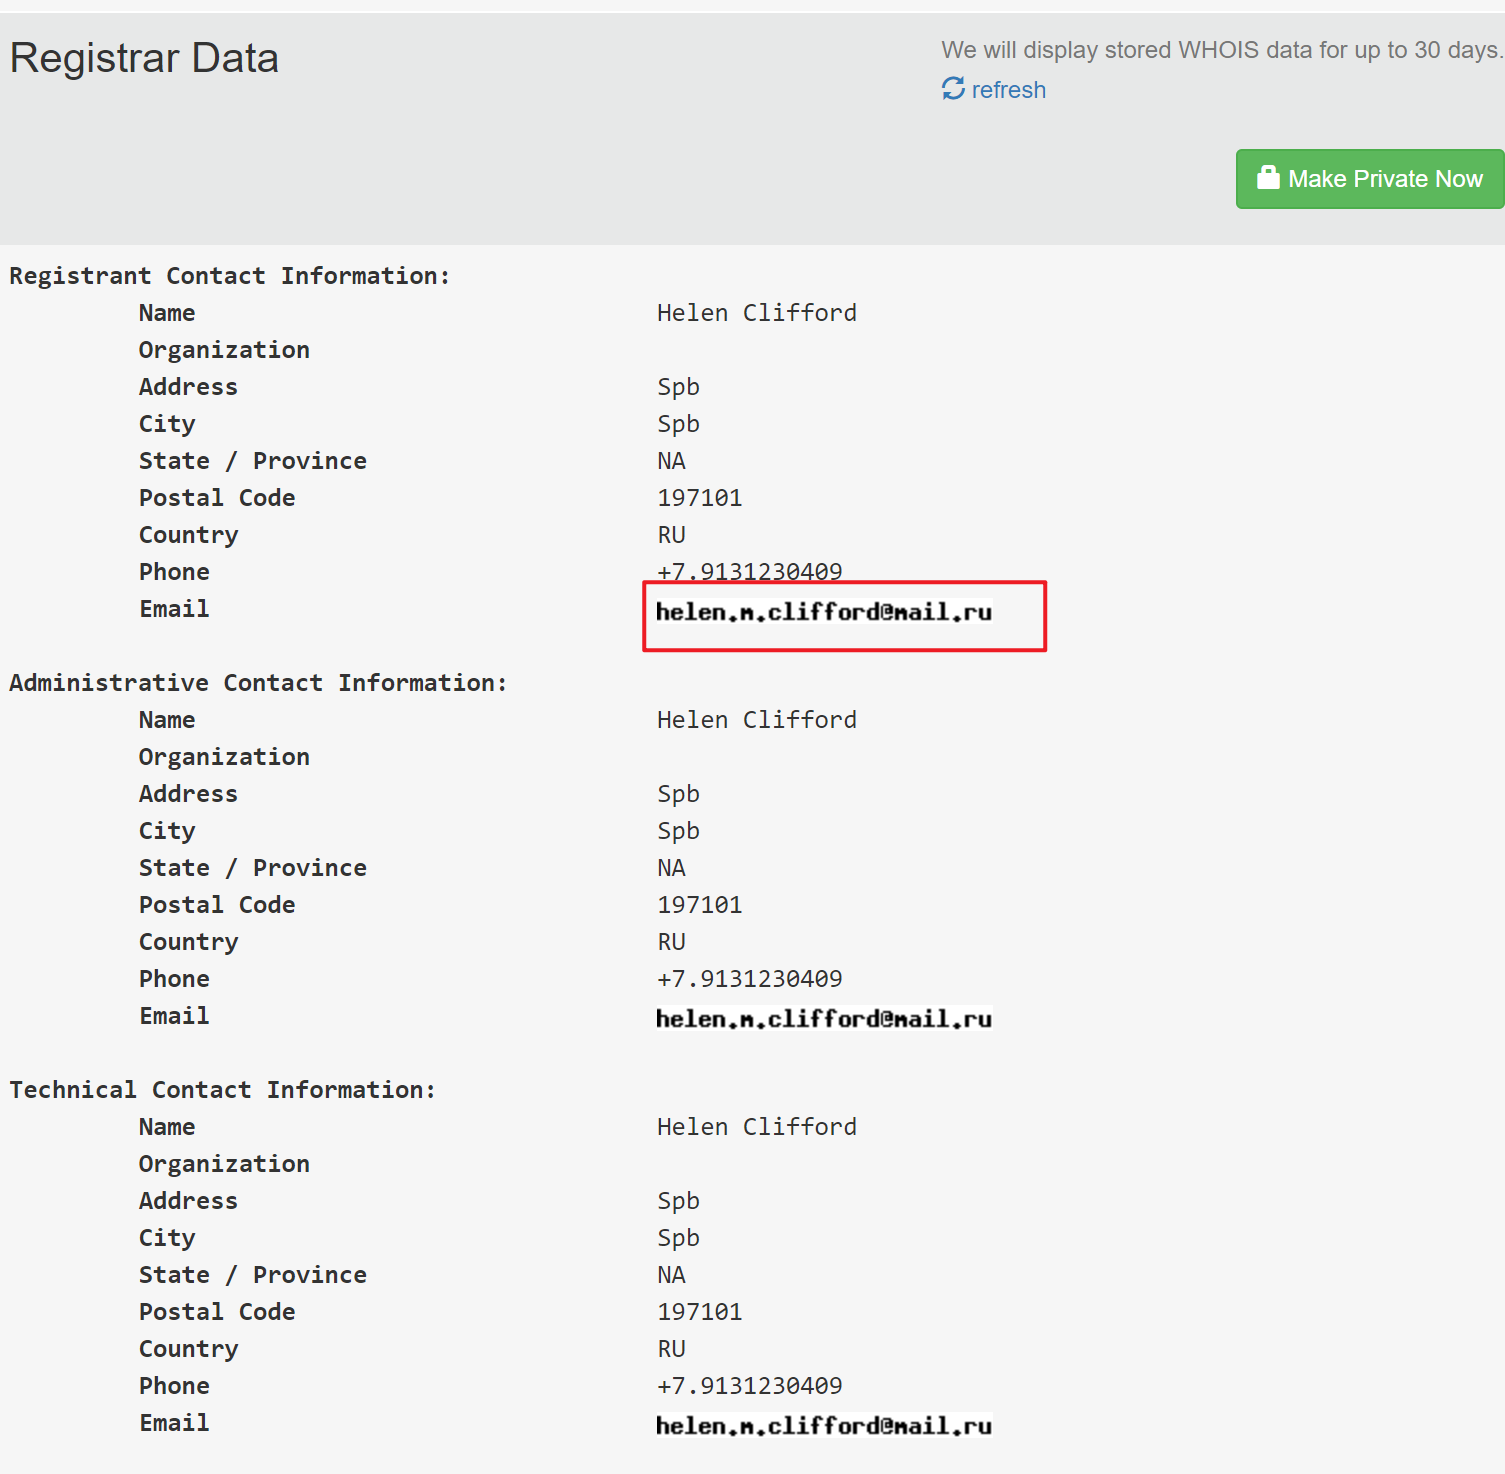 Registrar Data
We will display stored WHOIS data for up to 30 days.
refresh
Make Private Now
Registrant Contact Information:
Name Helen Clifford
Organization
Address Spb
City Spb
State / Province NA
Postal Code 197101
Country RU
Phone +7.9131230409
Email helen.m.clifford@mail.ru
Administrative Contact Information:
Name Helen Clifford
Organization
Address Spb
City Spb
State / Province NA
Postal Code 197101
Country RU
Phone +7.9131230409
Email helen.m.clifford@mail.ru
Technical Contact Information:
Name Helen Clifford
Organization
Address Spb
City Spb
State / Province NA
Postal Code 197101
Country RU
Phone +7.9131230409
Email helen.m.clifford@mail.ru